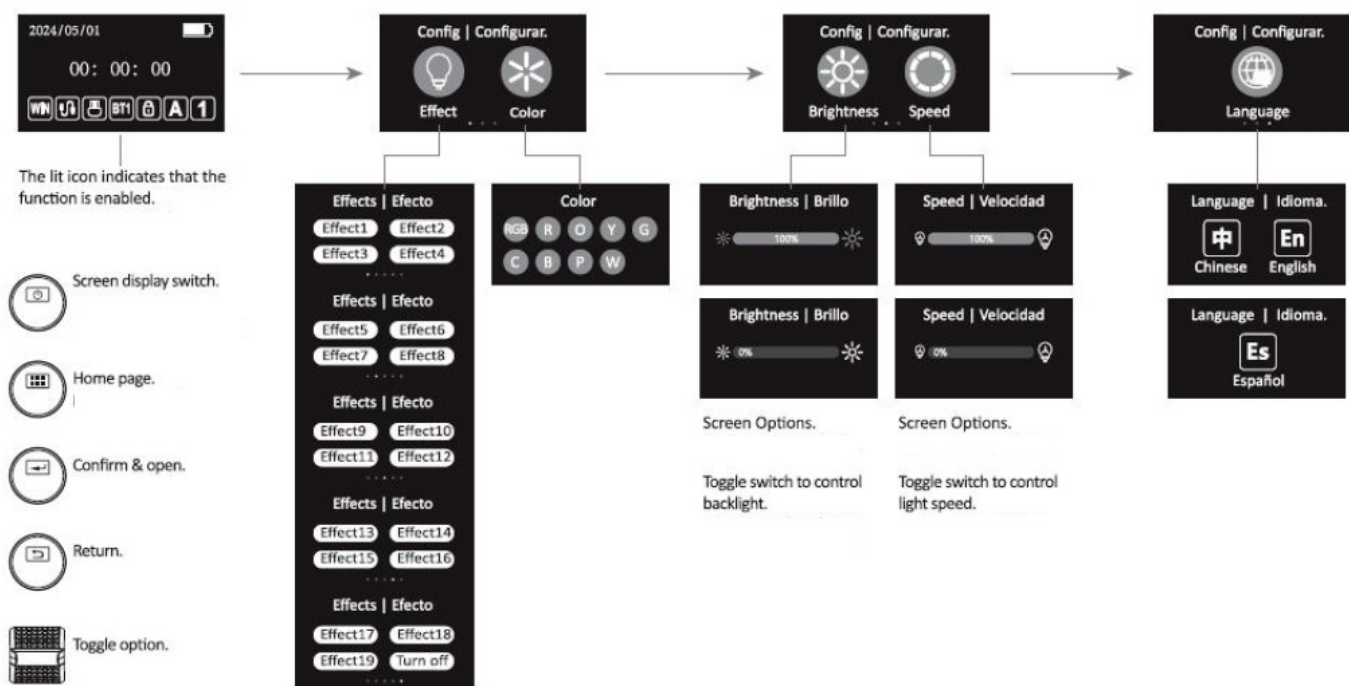 2024/05/01
00: 00: 00
WIN BT1 A 1
The lit icon indicates that the
function is enabled.
Screen display switch.
Home page.
Confirm & open.
Return.
Toggle option.
Config | Configurar.
Effect Color
Effects | Efecto
Effect1 Effect2
Effect3 Effect4
Effects | Efecto
Effect5 Effect6
Effect7 Effect8
Effects | Efecto
Effect9 Effect10
Effect11 Effect12
Effects | Efecto
Effect13 Effect14
Effect15 Effect16
Effects | Efecto
Effect17 Effect18
Effect19 Turn off
Color
RGB R O Y G
C B P W
Config | Configurar.
Brightness Speed
Brightness | Brillo
100%
Brightness | Brillo
0%
Screen Options.
Toggle switch to control
backlight.
Speed | Velocidad
100%
Speed | Velocidad
0%
Screen Options.
Toggle switch to control
light speed.
Config | Configurar.
Language
Language | Idioma.
中 En
Chinese English
Language | Idioma.
Es
Español